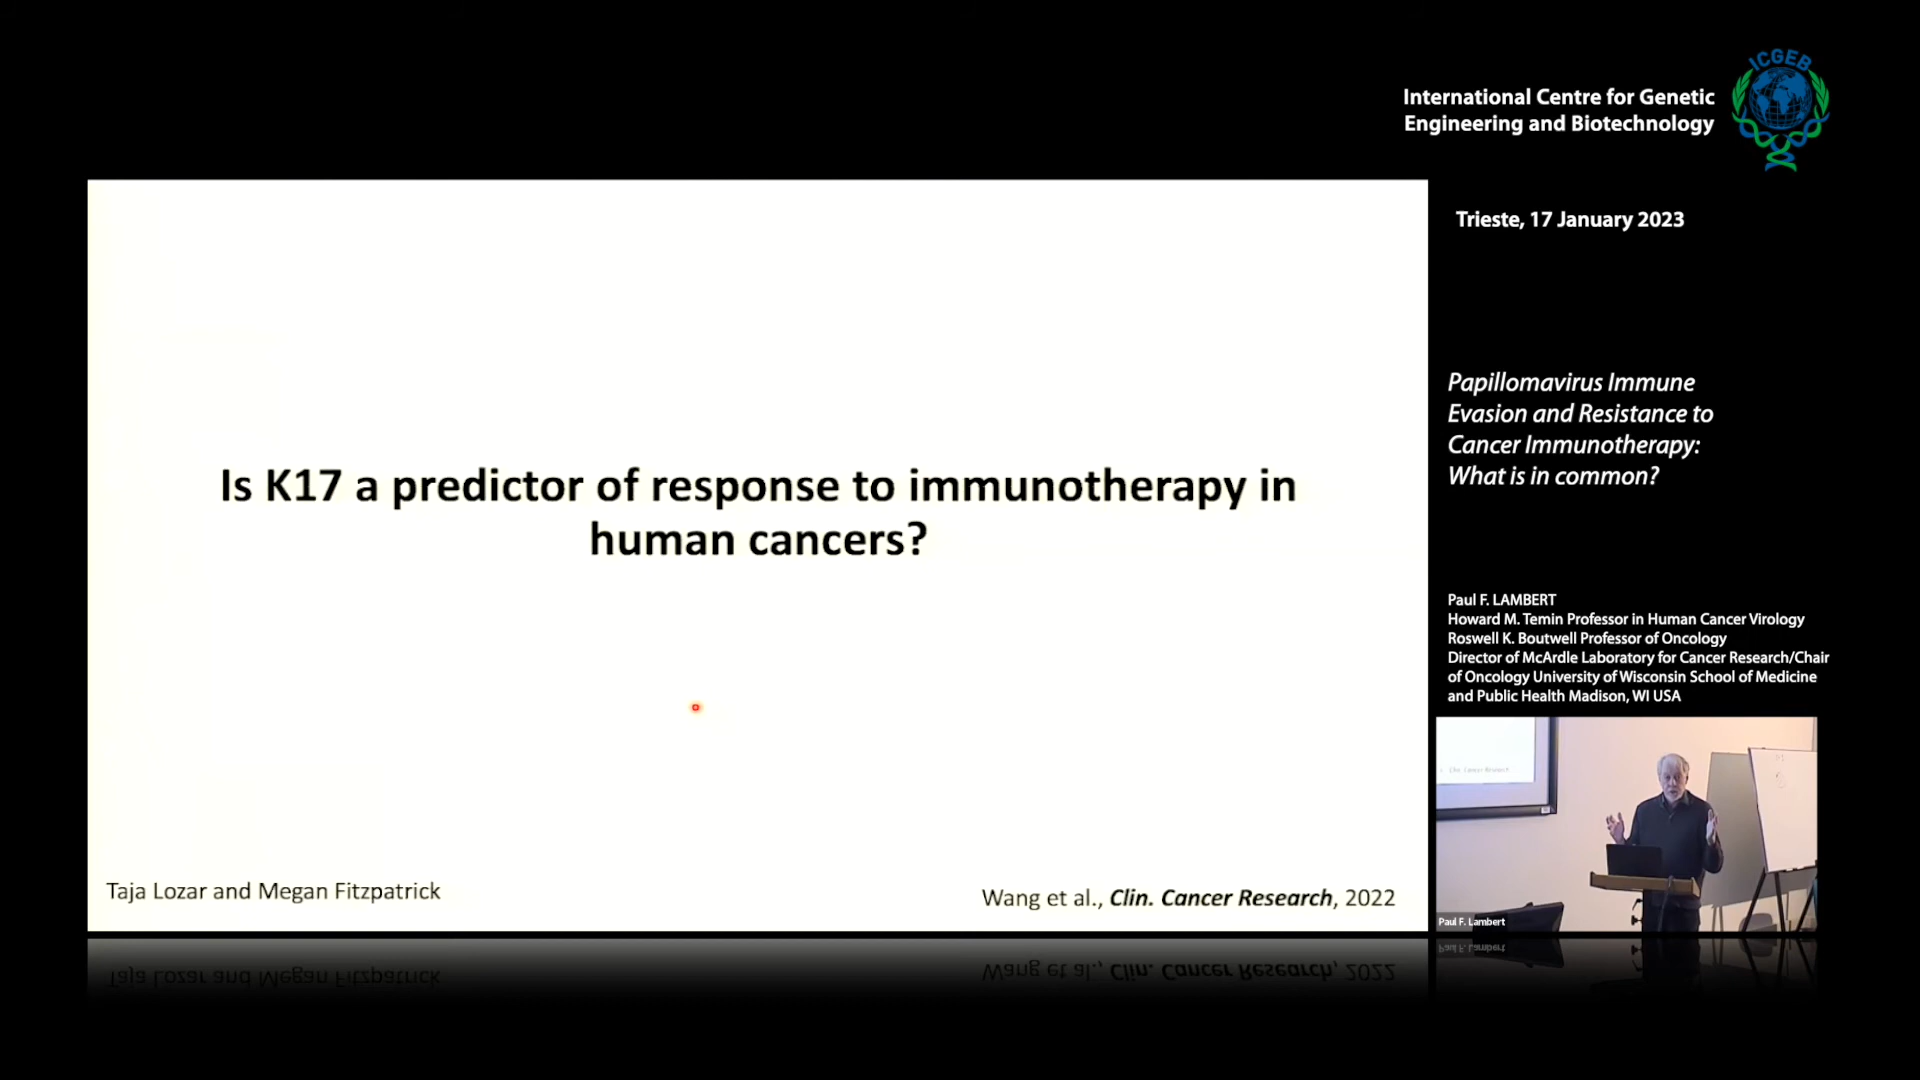 ICGEB
International Centre for Genetic
Engineering and Biotechnology
Trieste, 17 January 2023
Is K17 a predictor of response to immunotherapy in
human cancers?
Taja Lozar and Megan Fitzpatrick
Wang et al., Clin. Cancer Research, 2022
Papillomavirus Immune
Evasion and Resistance to
Cancer Immunotherapy:
What is in common?
Paul F. LAMBERT
Howard M. Temin Professor in Human Cancer Virology
Roswell K. Boutwell Professor of Oncology
Director of McArdle Laboratory for Cancer Research/Chair
of Oncology University of Wisconsin School of Medicine
and Public Health Madison, WI USA
Clin. Cancer Research
Paul F. Lambert